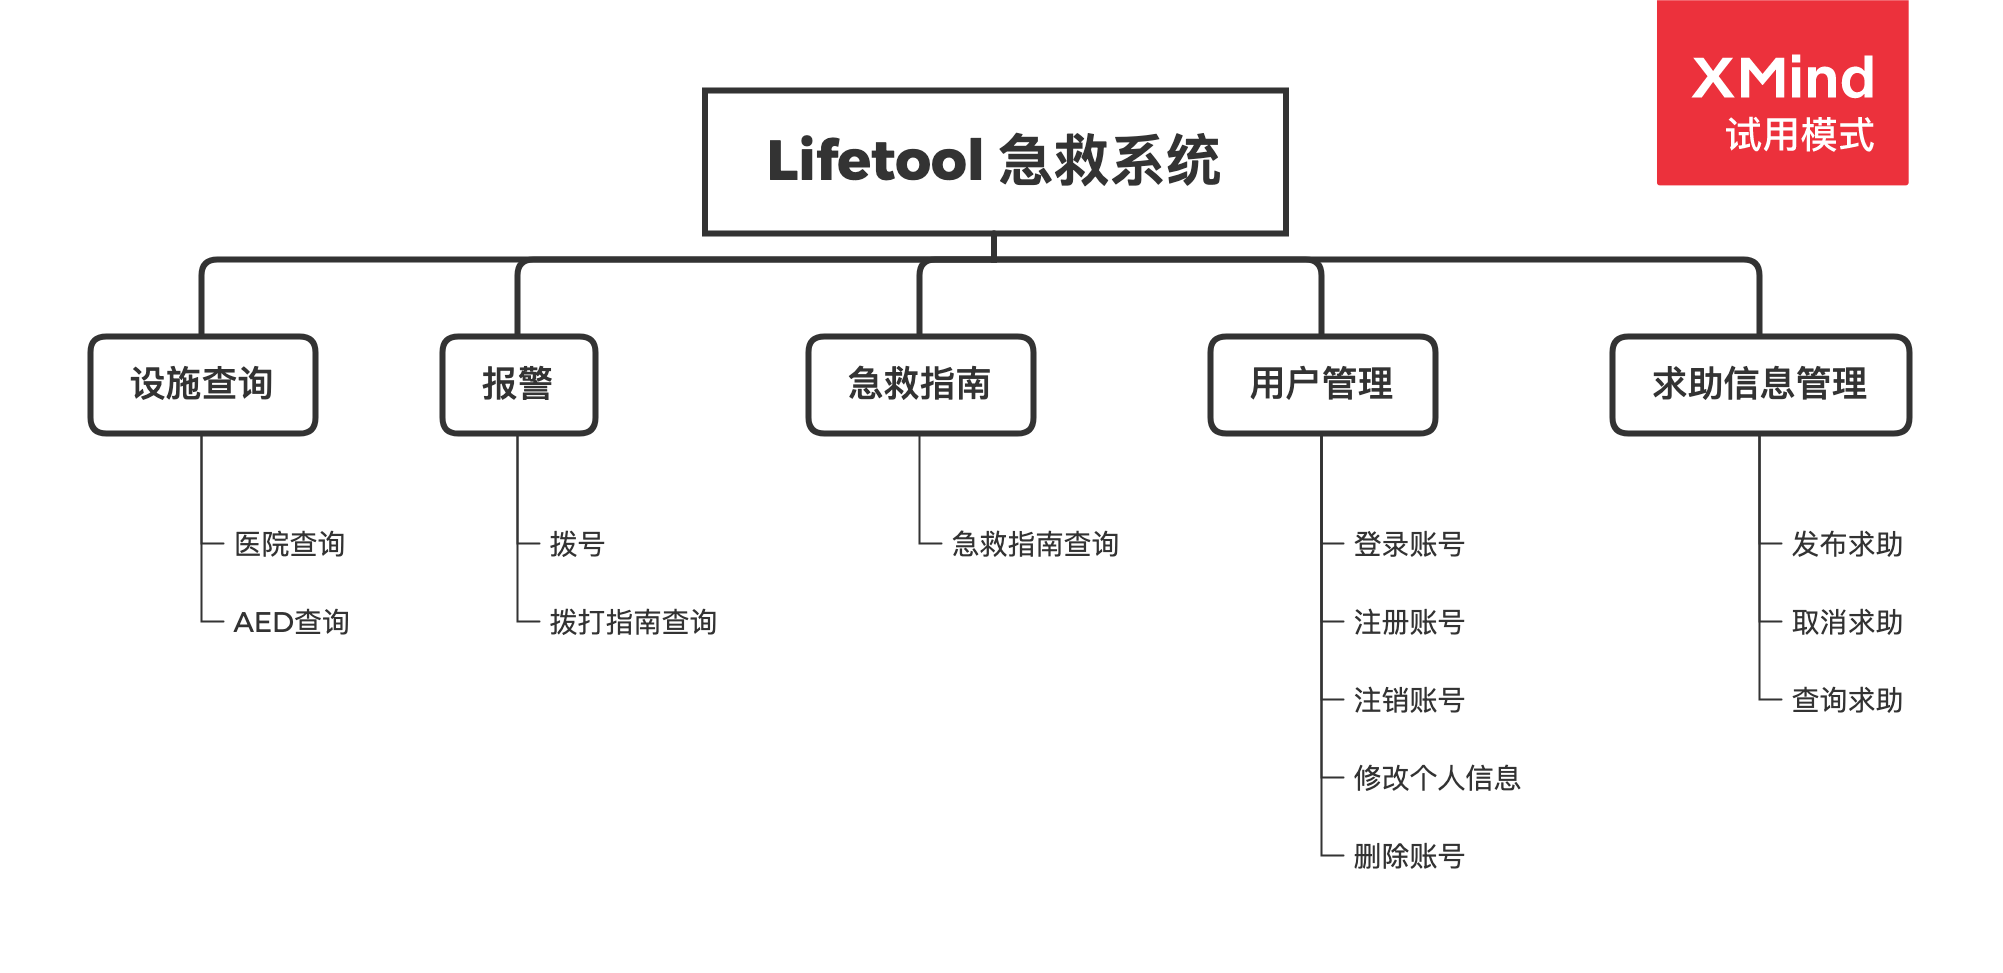 XMind
试用模式
Lifetool 急救系统
设施查询
报警
急救指南
用户管理
求助信息管理
医院查询
拨号
急救指南查询
登录账号
发布求助
AED查询
拨打指南查询
注册账号
取消求助
注销账号
查询求助
修改个人信息
删除账号